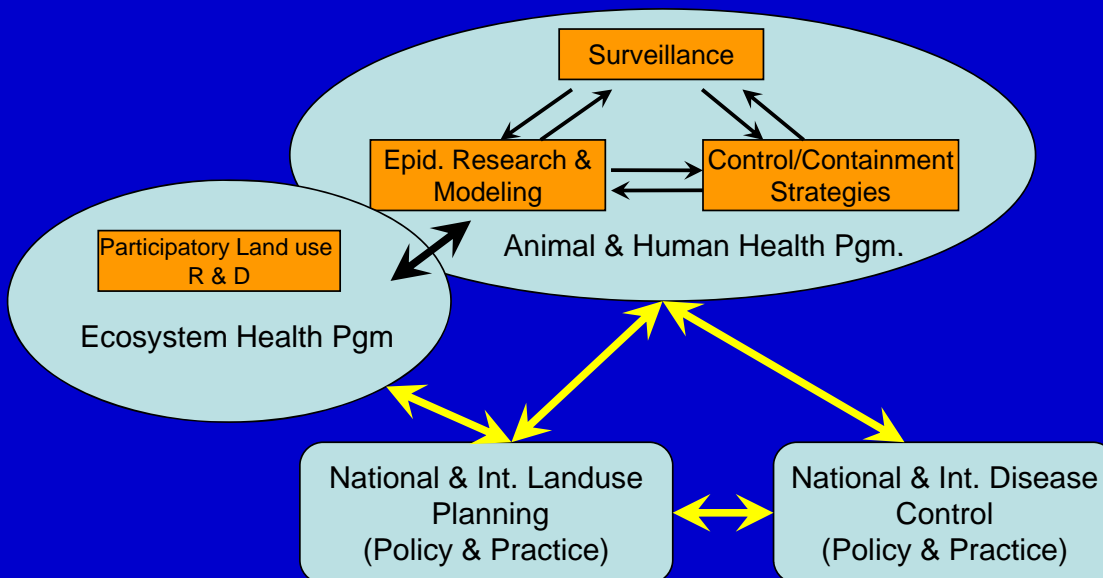 Surveillance
Epid. Research &
Modeling
Control/Containment
Strategies
Animal & Human Health Pgm.
Participatory Land use
R & D
Ecosystem Health Pgm
National & Int. Landuse
Planning
(Policy & Practice)
National & Int. Disease
Control
(Policy & Practice)